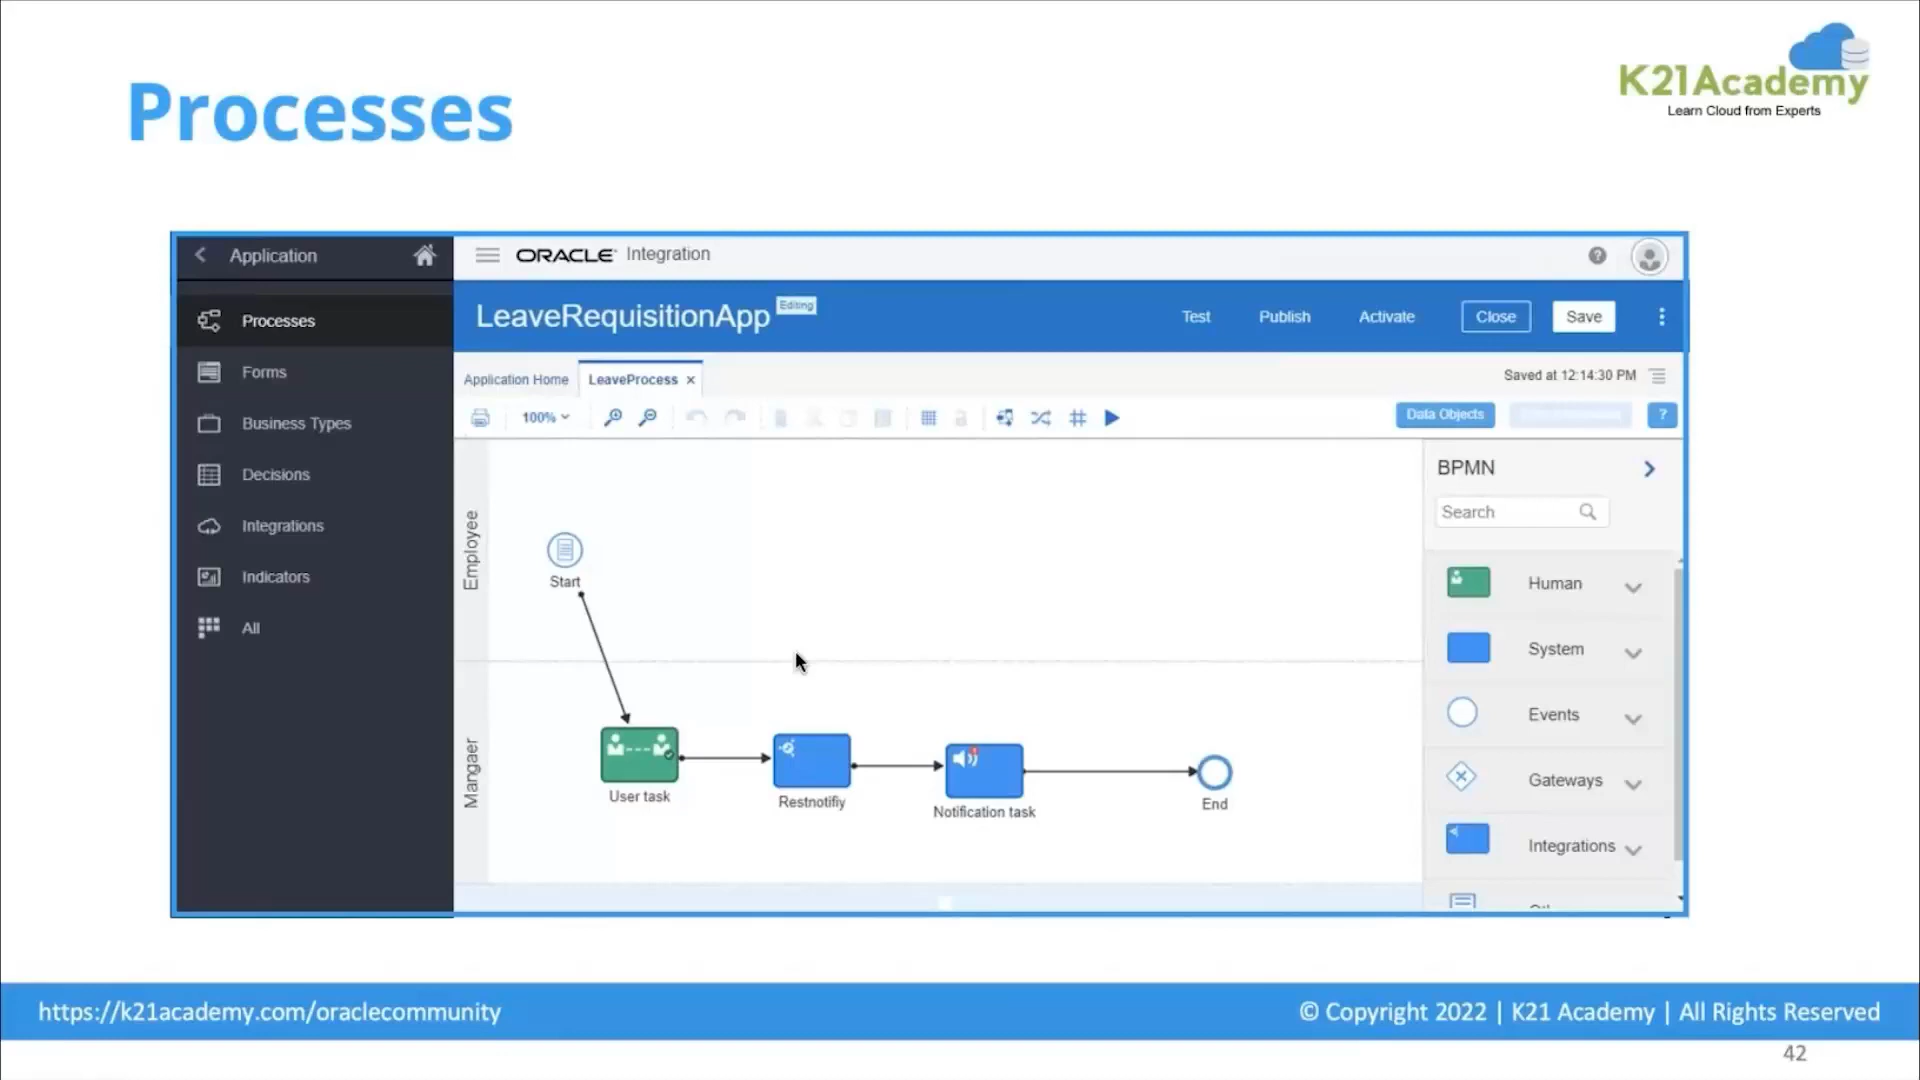 Processes
K21Academy
Learn Cloud from Experts
Application
ORACLE Integration
LeaveRequisitionApp
Editing
Test
Publish
Activate
Close
Save
Processes
Forms
Business Types
Decisions
Integrations
Indicators
All
Application Home
LeaveProcess
Saved at 12:14:30 PM
100%
Data Objects
?
Employee
Start
Mangaer
User task
Restnotifiy
Notification task
End
BPMN
Search
Human
System
Events
Gateways
Integrations
https://k21academy.com/oraclecommunity
© Copyright 2022 | K21 Academy | All Rights Reserved
42